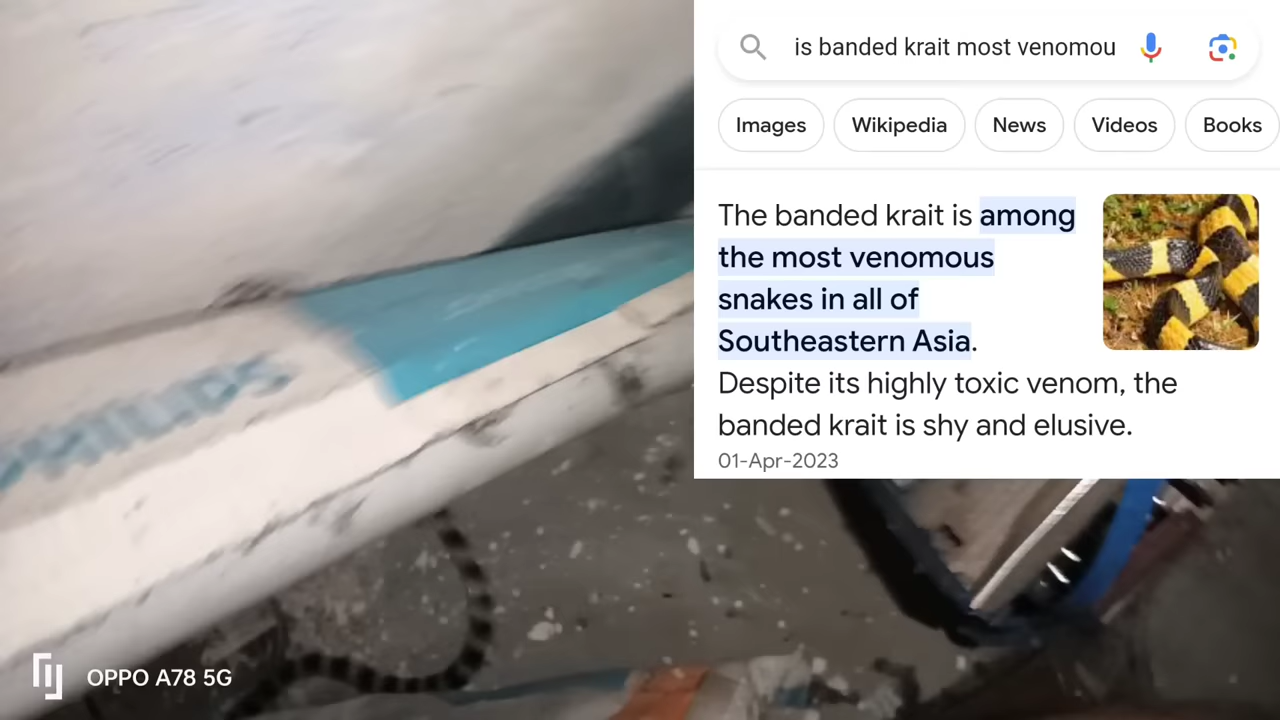 is banded krait most venomou
Images
Wikipedia
News
Videos
Books
The banded krait is among
the most venomous
snakes in all of
Southeastern Asia.
Despite its highly toxic venom, the
banded krait is shy and elusive.
01-Apr-2023
OPPO A78 5G